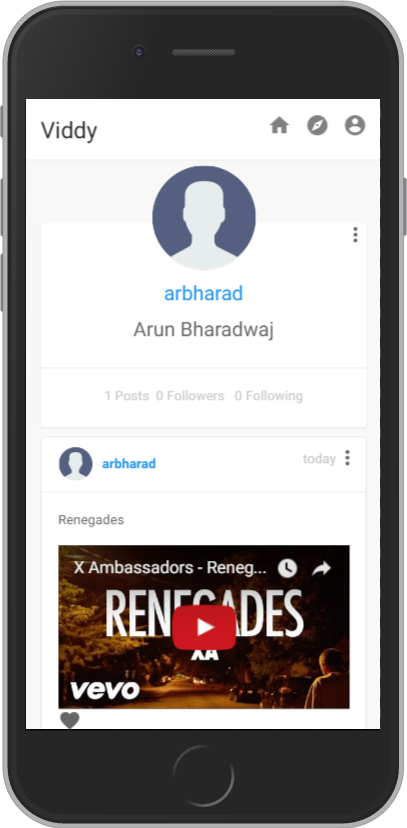 Viddy
arbharad
Arun Bharadwaj
1 Posts 0 Followers 0 Following
arbharad today
Renegades
X Ambassadors - Reneg...
RENEGADES
XA
vevo